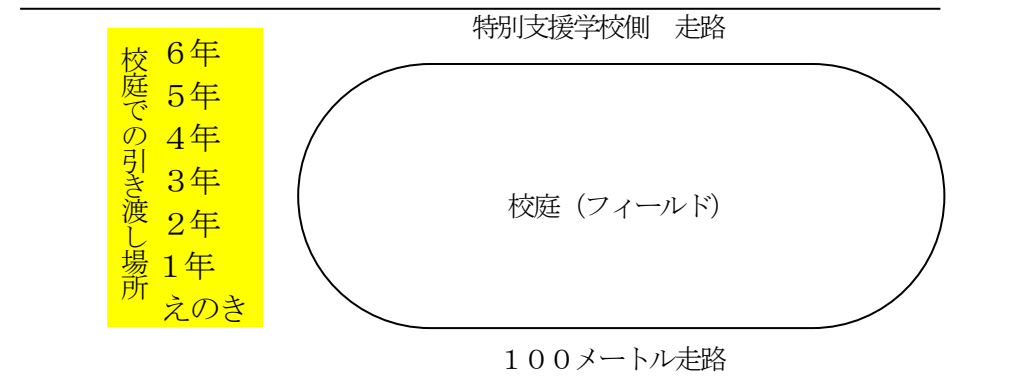 特別支援学校側　走路
校庭での引き渡し場所
６年
５年
４年
３年
２年
１年
えのき
校庭（フィールド）
１００メートル走路